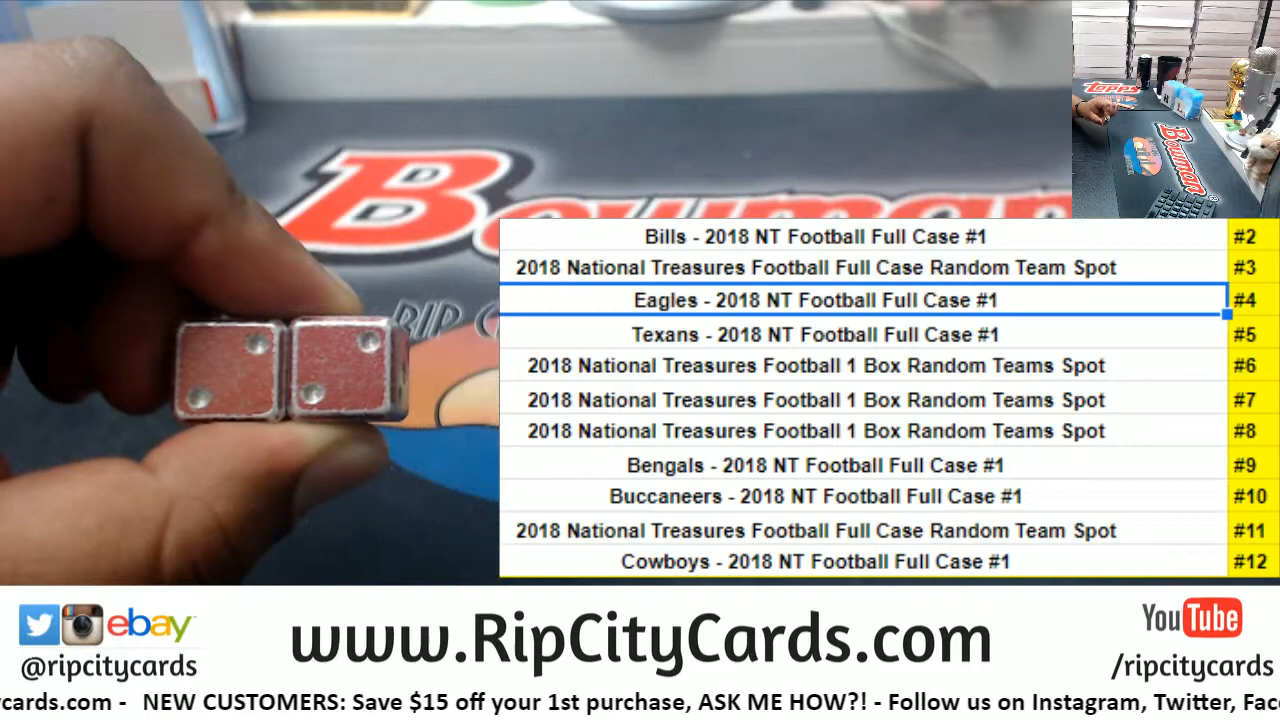 Topps
Bowman
Bowman
RIP C
Bills - 2018 NT Football Full Case #1 #2
2018 National Treasures Football Full Case Random Team Spot #3
Eagles - 2018 NT Football Full Case #1 #4
Texans - 2018 NT Football Full Case #1 #5
2018 National Treasures Football 1 Box Random Teams Spot #6
2018 National Treasures Football 1 Box Random Teams Spot #7
2018 National Treasures Football 1 Box Random Teams Spot #8
Bengals - 2018 NT Football Full Case #1 #9
Buccaneers - 2018 NT Football Full Case #1 #10
2018 National Treasures Football Full Case Random Team Spot #11
Cowboys - 2018 NT Football Full Case #1 #12
ebay
@ripcitycards
www.RipCityCards.com
YouTube
/ripcitycards
ycards.com - NEW CUSTOMERS: Save $15 off your 1st purchase, ASK ME HOW?! - Follow us on Instagram, Twitter, Fac